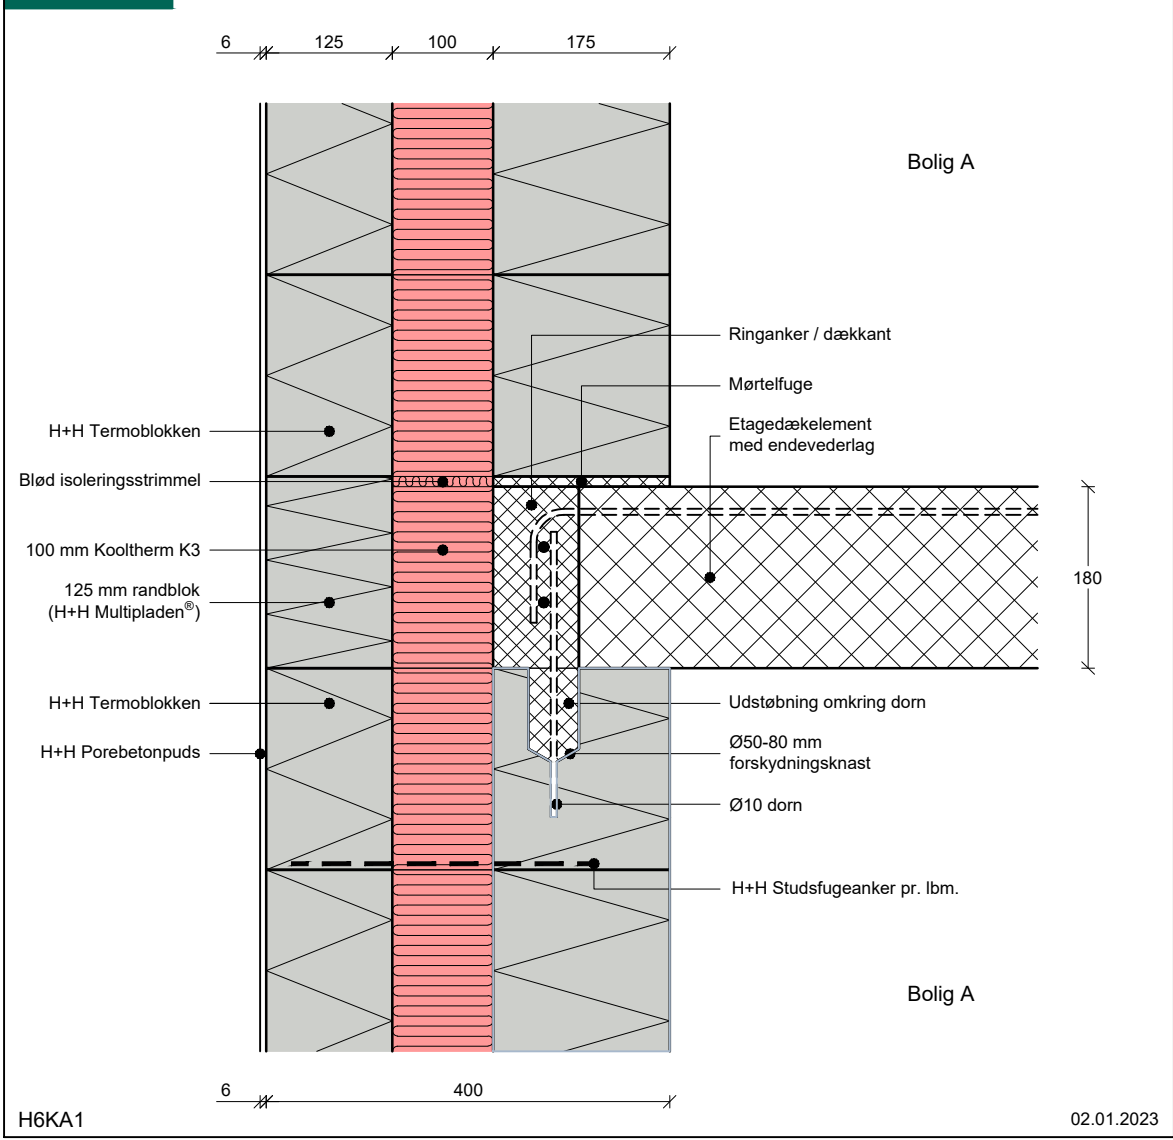 6
125
100
175
Bolig A
Ringanker / dækkant
Mørtelfuge
Etagedækelement
med endevederlag
H+H Termoblokken
Blød isoleringsstrimmel
100 mm Kooltherm K3
125 mm randblok
(H+H Multipladen®)
180
H+H Termoblokken
H+H Porebetonpuds
Udstøbning omkring dorn
Ø50-80 mm
forskydningsknast
Ø10 dorn
H+H Studsfugeanker pr. lbm.
Bolig A
6
400
H6KA1
02.01.2023